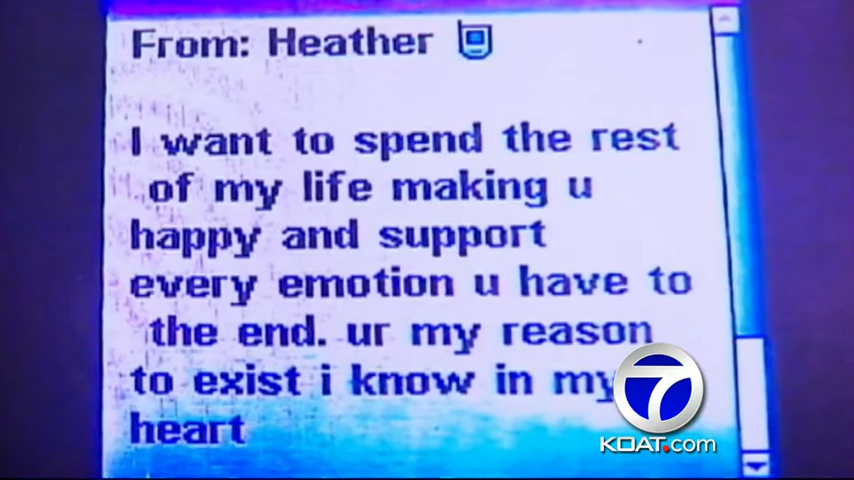 From: Heather
I want to spend the rest
of my life making u
happy and support
every emotion u have to
the end. ur my reason
to exist i know in my
heart
7
KOAT.com